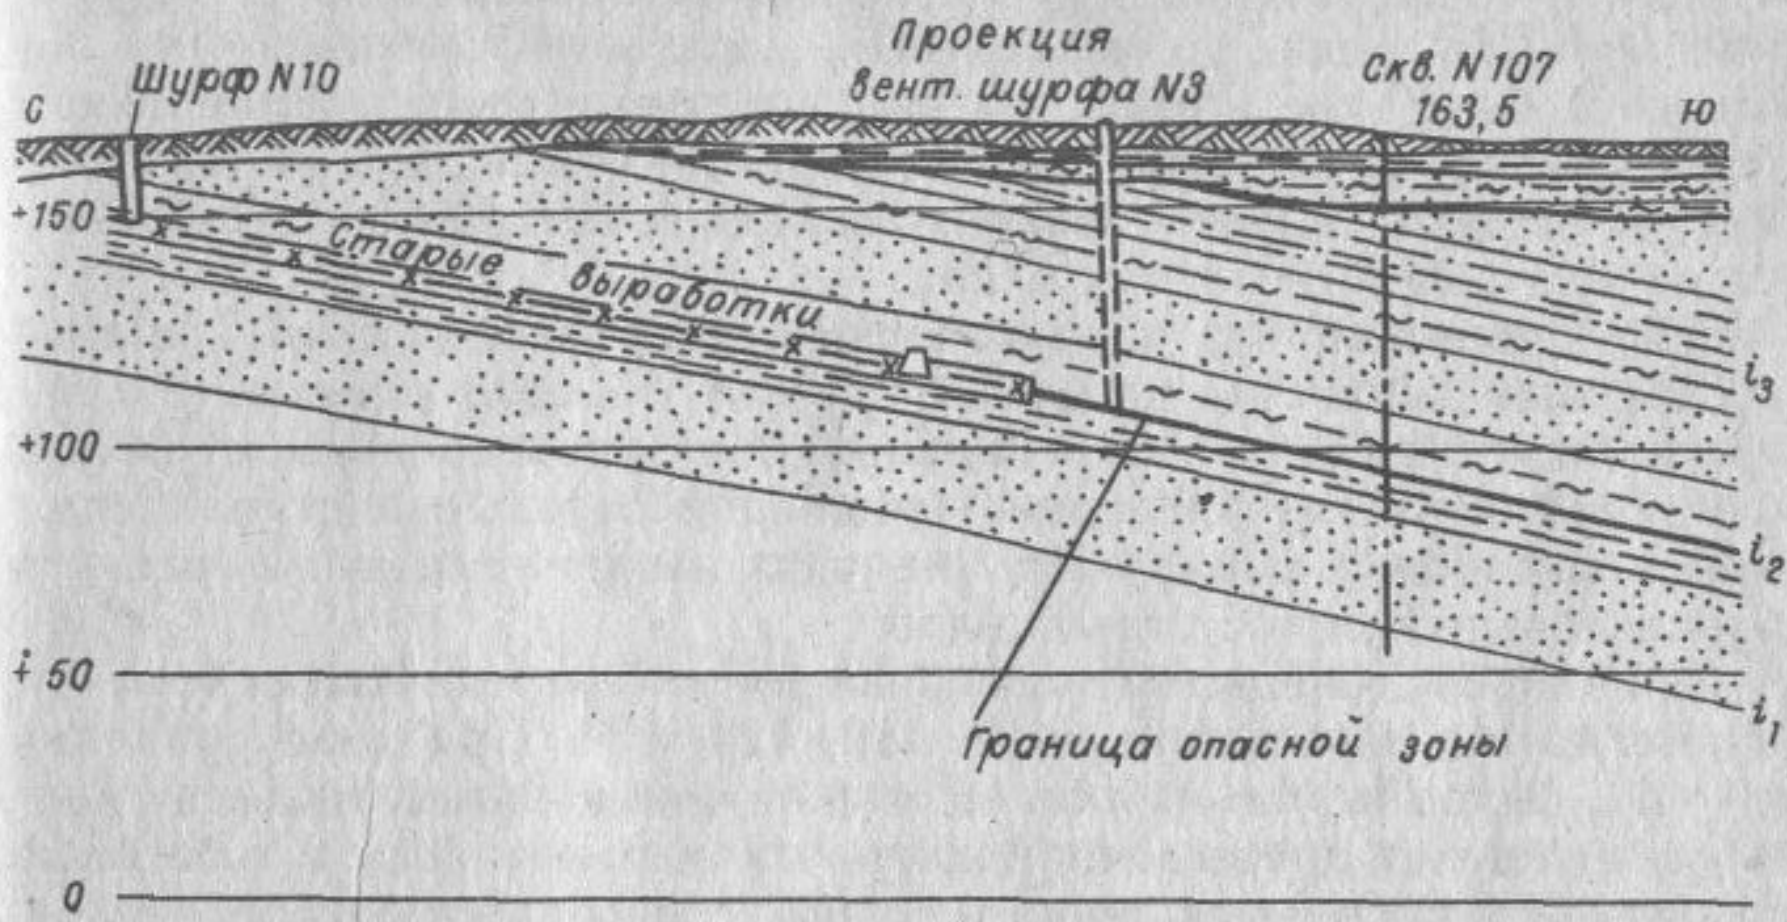 Проекция
вент. шурфа N3
Скв. N 107
163,5
Шурф N10
С
Ю
+150
Старые выработки
i₃
+100
i₂
+ 50
i₁
Граница опасной зоны
0